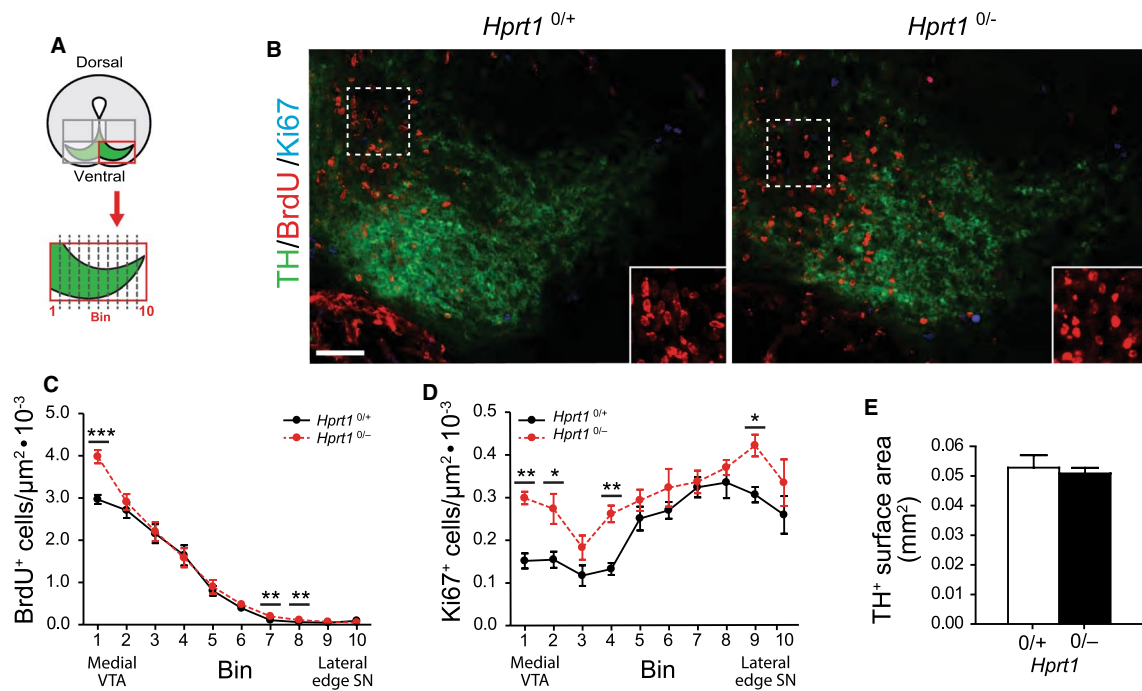 A
Dorsal
Ventral
1
Bin
10
B
Hprt1 0/+
Hprt1 0/-
TH/BrdU/Ki67
C
BrdU+ cells/µm2•10-3
5.0
4.0
3.0
2.0
1.0
0.0
Hprt1 0/+
Hprt1 0/–
***
**
**
1 2 3 4 5 6 7 8 9 10
Medial
VTA
Bin
Lateral
edge SN
D
Ki67+ cells/µm2•10-3
0.5
0.4
0.3
0.2
0.1
0.0
Hprt1 0/+
Hprt1 0/–
**
*
**
*
1 2 3 4 5 6 7 8 9 10
Medial
VTA
Bin
Lateral
edge SN
E
TH+ surface area
(mm2)
0.06
0.05
0.04
0.03
0.02
0.01
0.00
0/+ 0/–
Hprt1